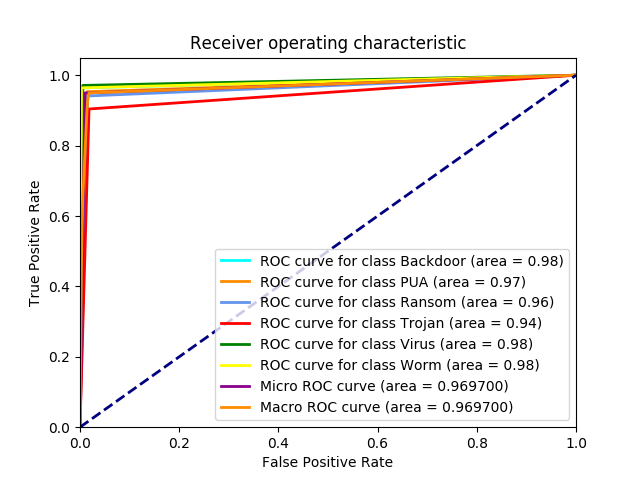 Receiver operating characteristic
1.0
0.8
0.6
0.4
0.2
0.0
True Positive Rate
ROC curve for class Backdoor (area = 0.98)
ROC curve for class PUA (area = 0.97)
ROC curve for class Ransom (area = 0.96)
ROC curve for class Trojan (area = 0.94)
ROC curve for class Virus (area = 0.98)
ROC curve for class Worm (area = 0.98)
Micro ROC curve (area = 0.969700)
Macro ROC curve (area = 0.969700)
0.0 0.2 0.4 0.6 0.8 1.0
False Positive Rate